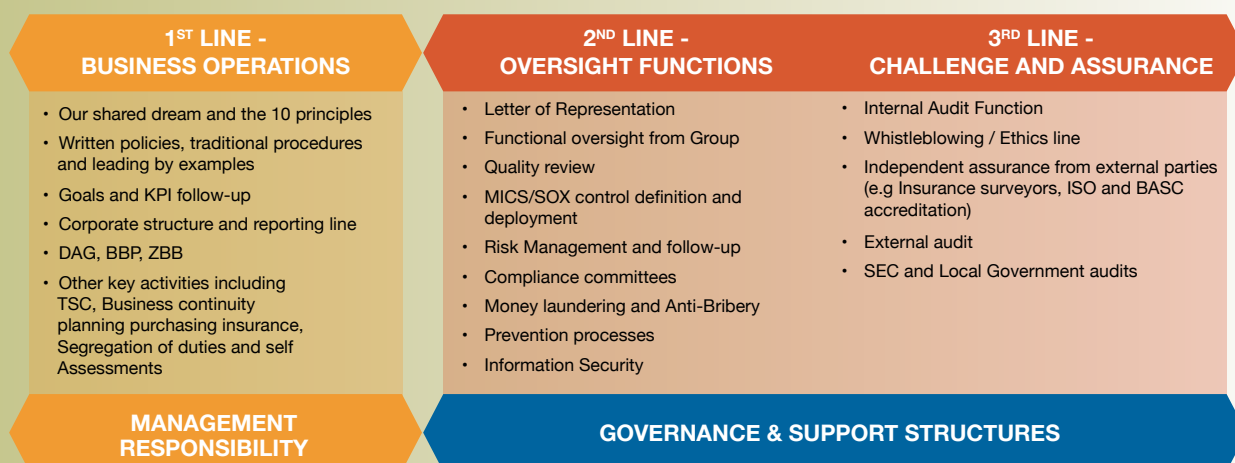 1ST LINE -
BUSINESS OPERATIONS
• Our shared dream and the 10 principles
• Written policies, traditional procedures
and leading by examples
• Goals and KPI follow-up
• Corporate structure and reporting line
• DAG, BBP, ZBB
• Other key activities including
TSC, Business continuity
planning purchasing insurance,
Segregation of duties and self
Assessments
MANAGEMENT
RESPONSIBILITY
2ND LINE -
OVERSIGHT FUNCTIONS
• Letter of Representation
• Functional oversight from Group
• Quality review
• MICS/SOX control definition and
deployment
• Risk Management and follow-up
• Compliance committees
• Money laundering and Anti-Bribery
• Prevention processes
• Information Security
3RD LINE -
CHALLENGE AND ASSURANCE
• Internal Audit Function
• Whistleblowing / Ethics line
• Independent assurance from external parties
(e.g Insurance surveyors, ISO and BASC
accreditation)
• External audit
• SEC and Local Government audits
GOVERNANCE & SUPPORT STRUCTURES